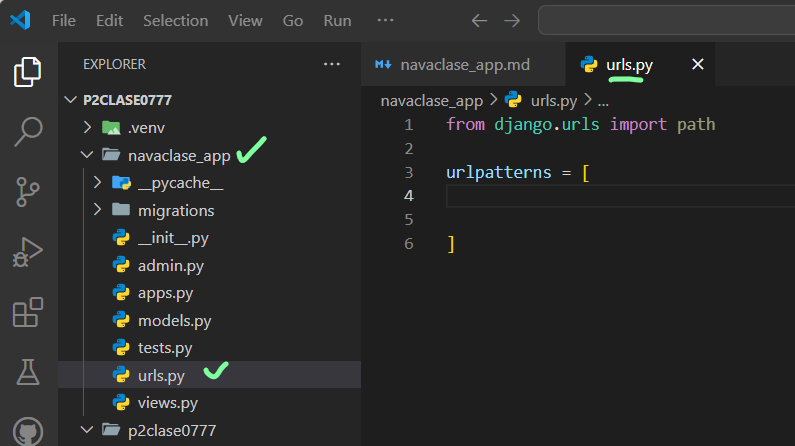 File Edit Selection View Go Run ···
EXPLORER ···
P2CLASE0777
.venv
navaclase_app
__pycache__
migrations
__init__.py
admin.py
apps.py
models.py
tests.py
urls.py
views.py
p2clase0777
navaclase_app.md
urls.py
navaclase_app > urls.py > ...
1 from django.urls import path
2
3 urlpatterns = [
4
5
6 ]